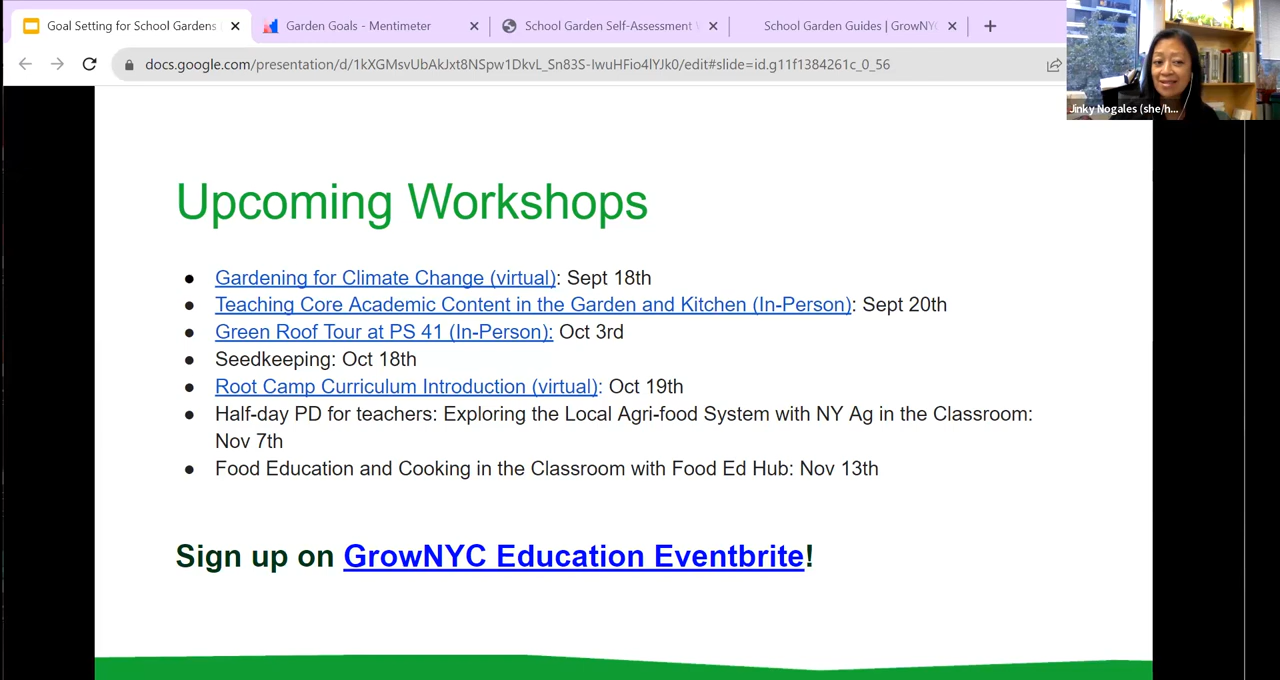 Goal Setting for School Gardens
Garden Goals - Mentimeter
School Garden Self-Assessment
School Garden Guides | GrowNYC
docs.google.com/presentation/d/1kXGMsvUbAkJxt8NSpw1DkvL_Sn83S-IwuHFio4lYJk0/edit#slide=id.g11f1384261c_0_56
Jinky Nogales (she/h...
Upcoming Workshops
● Gardening for Climate Change (virtual): Sept 18th
● Teaching Core Academic Content in the Garden and Kitchen (In-Person): Sept 20th
● Green Roof Tour at PS 41 (In-Person): Oct 3rd
● Seedkeeping: Oct 18th
● Root Camp Curriculum Introduction (virtual): Oct 19th
● Half-day PD for teachers: Exploring the Local Agri-food System with NY Ag in the Classroom:
Nov 7th
● Food Education and Cooking in the Classroom with Food Ed Hub: Nov 13th
Sign up on GrowNYC Education Eventbrite!